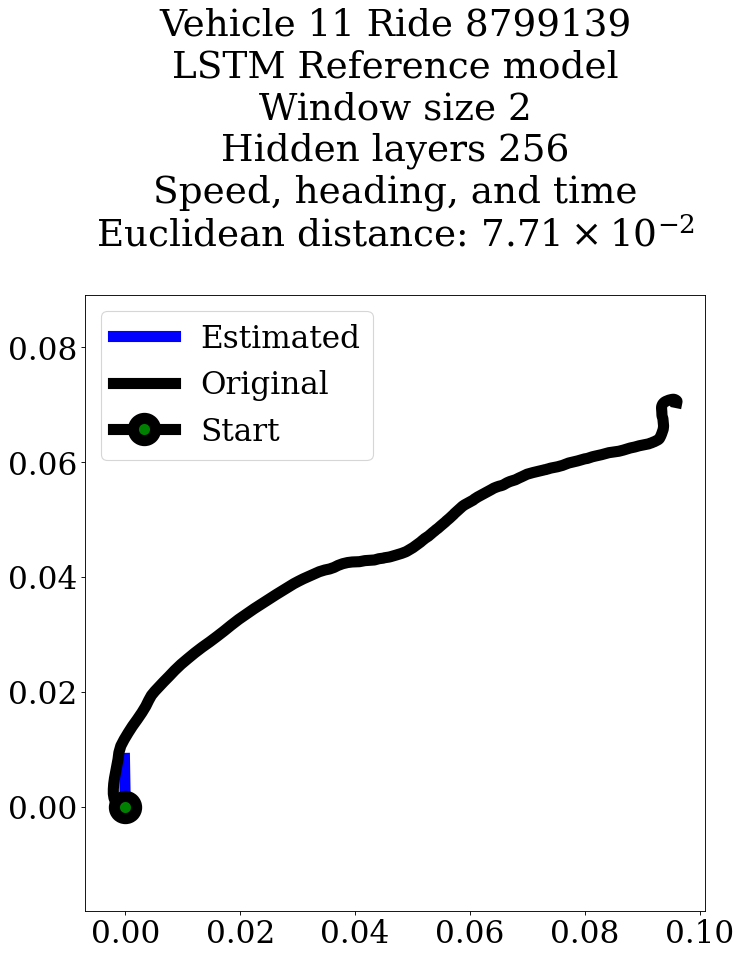 Vehicle 11 Ride 8799139
LSTM Reference model
Window size 2
Hidden layers 256
Speed, heading, and time
Euclidean distance: 7.71 × 10⁻²
Estimated
Original
Start
0.08
0.06
0.04
0.02
0.00
0.00 0.02 0.04 0.06 0.08 0.10